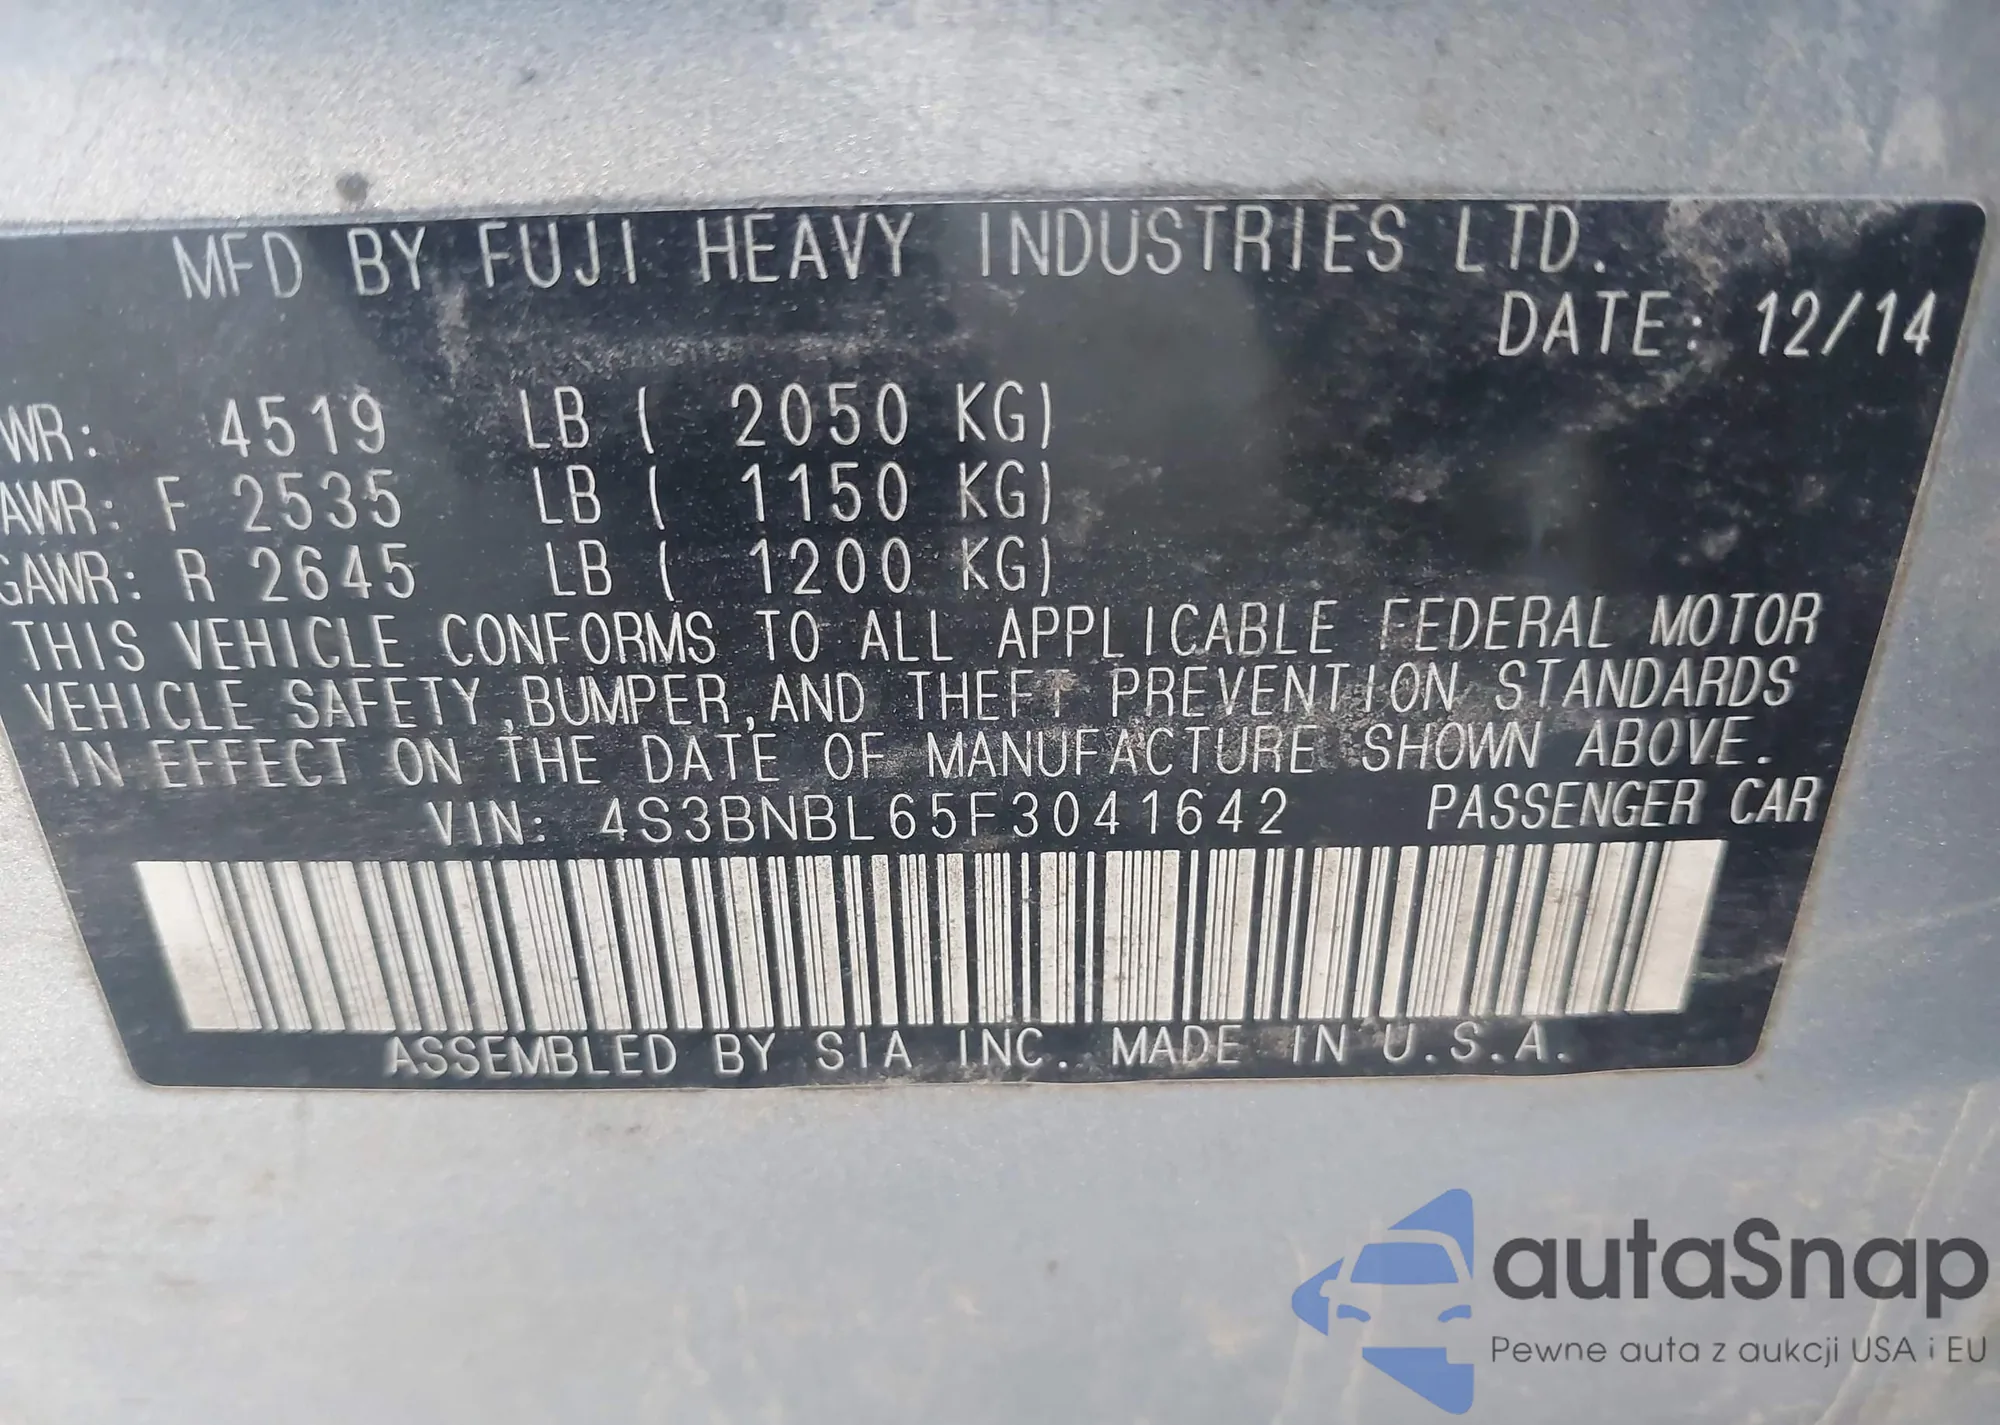 MFD BY FUJI HEAVY INDUSTRIES LTD.
DATE: 12/14
WR: 4519 LB ( 2050 KG)
AWR: F 2535 LB ( 1150 KG)
GAWR: R 2645 LB ( 1200 KG)
THIS VEHICLE CONFORMS TO ALL APPLICABLE FEDERAL MOTOR
VEHICLE SAFETY,BUMPER,AND THEFT PREVENTION STANDARDS
IN EFFECT ON THE DATE OF MANUFACTURE SHOWN ABOVE.
VIN: 4S3BNBL65F3041642 PASSENGER CAR
ASSEMBLED BY SIA INC. MADE IN U.S.A.
autaSnap
Pewne auta z aukcji USA i EU